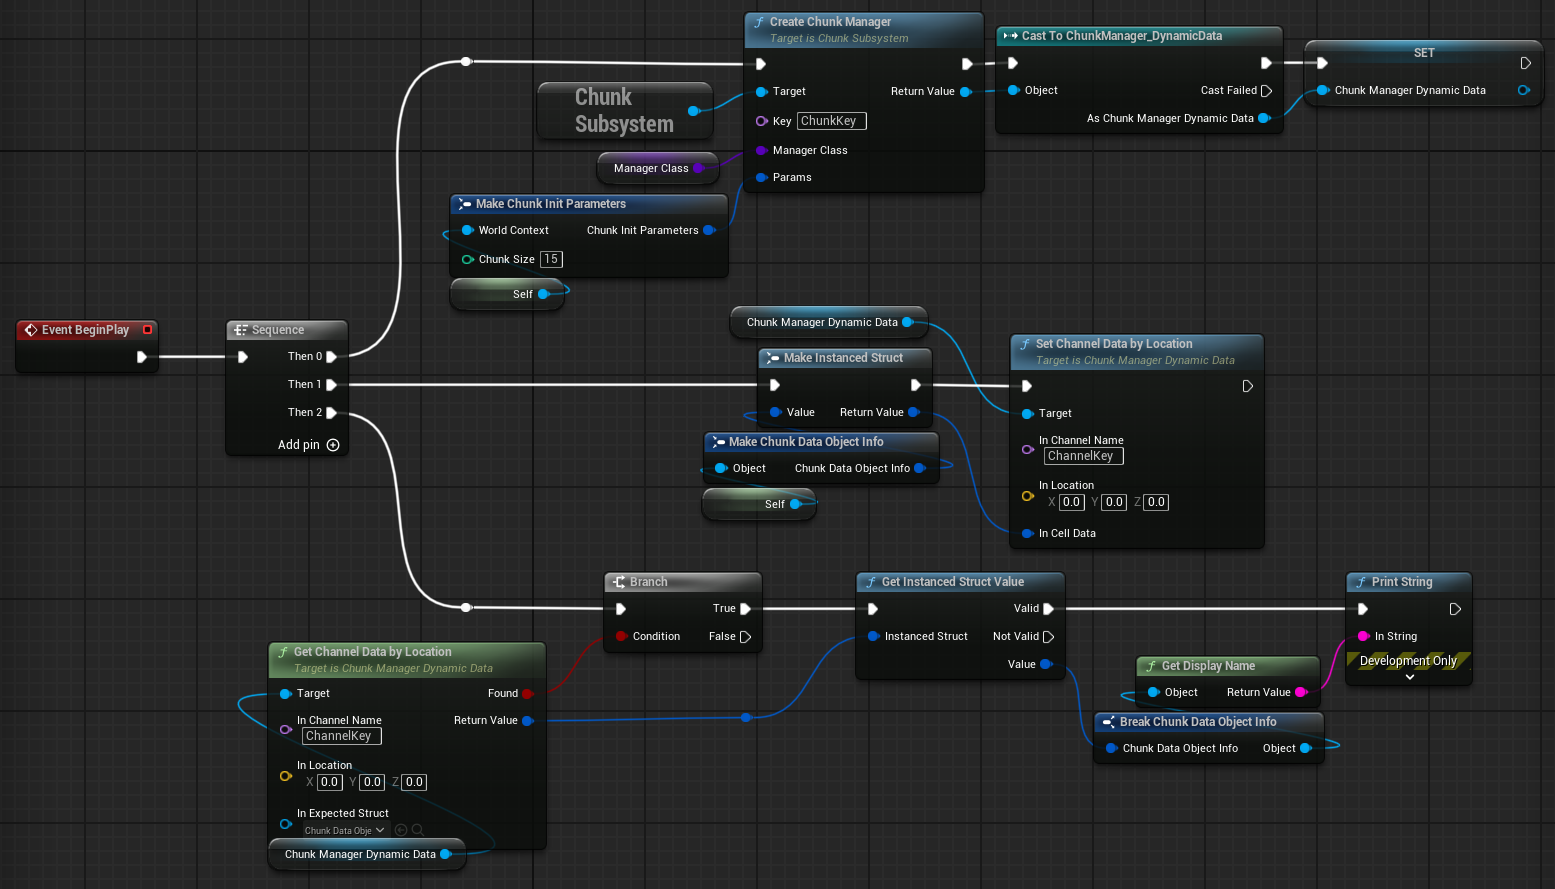 Create Chunk Manager
Target is Chunk Subsystem
Target
Return Value
Key ChunkKey
Manager Class
Params
Cast To ChunkManager_DynamicData
Object
Cast Failed
As Chunk Manager Dynamic Data
SET
Chunk Manager Dynamic Data
Chunk
Subsystem
Manager Class
Make Chunk Init Parameters
World Context
Chunk Init Parameters
Chunk Size 15
Self
Event BeginPlay
Sequence
Then 0
Then 1
Then 2
Add pin
Chunk Manager Dynamic Data
Make Instanced Struct
Value
Return Value
Make Chunk Data Object Info
Object
Chunk Data Object Info
Self
Set Channel Data by Location
Target is Chunk Manager Dynamic Data
Target
In Channel Name
ChannelKey
In Location
X 0.0 Y 0.0 Z 0.0
In Cell Data
Branch
True
Condition
False
Get Instanced Struct Value
Valid
Instanced Struct
Not Valid
Value
Print String
In String
Development Only
Get Display Name
Object
Return Value
Break Chunk Data Object Info
Chunk Data Object Info
Object
Get Channel Data by Location
Target is Chunk Manager Dynamic Data
Target
Found
Return Value
In Channel Name
ChannelKey
In Location
X 0.0 Y 0.0 Z 0.0
In Expected Struct
Chunk Data Obje
Chunk Manager Dynamic Data